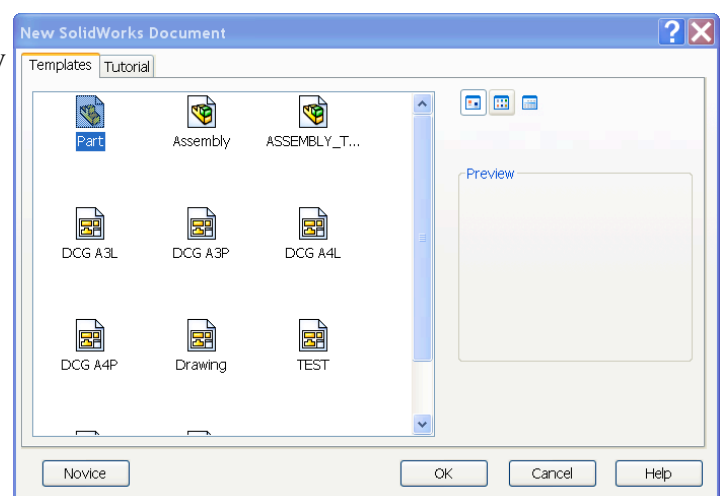 New SolidWorks Document
Templates Tutorial
Part Assembly ASSEMBLY_T...
Preview
DCG A3L DCG A3P DCG A4L
DCG A4P Drawing TEST
Novice OK Cancel Help